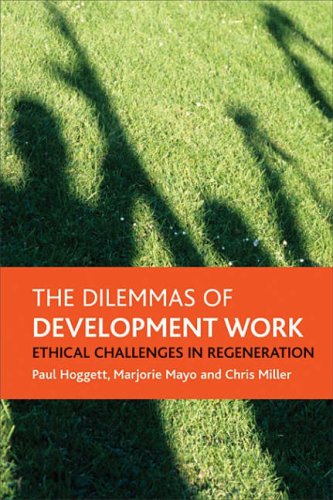 THE DILEMMAS OF
DEVELOPMENT WORK
ETHICAL CHALLENGES IN REGENERATION
Paul Hoggett, Marjorie Mayo and Chris Miller